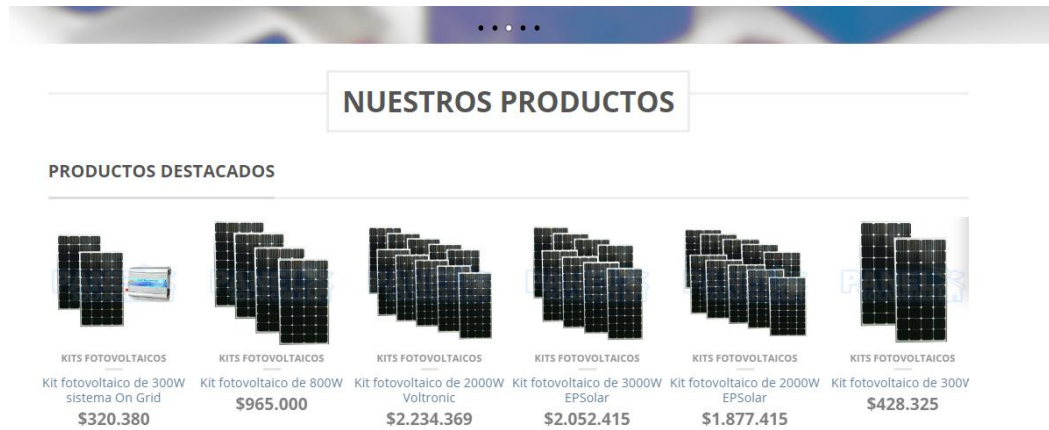 NUESTROS PRODUCTOS
PRODUCTOS DESTACADOS
KITS FOTOVOLTAICOS
Kit fotovoltaico de 300W
sistema On Grid
$320.380
KITS FOTOVOLTAICOS
Kit fotovoltaico de 800W
$965.000
KITS FOTOVOLTAICOS
Kit fotovoltaico de 2000W
Voltronic
$2.234.369
KITS FOTOVOLTAICOS
Kit fotovoltaico de 3000W
EPSolar
$2.052.415
KITS FOTOVOLTAICOS
Kit fotovoltaico de 2000W
EPSolar
$1.877.415
KITS FOTOVOLTAICOS
Kit fotovoltaico de 300W
$428.325